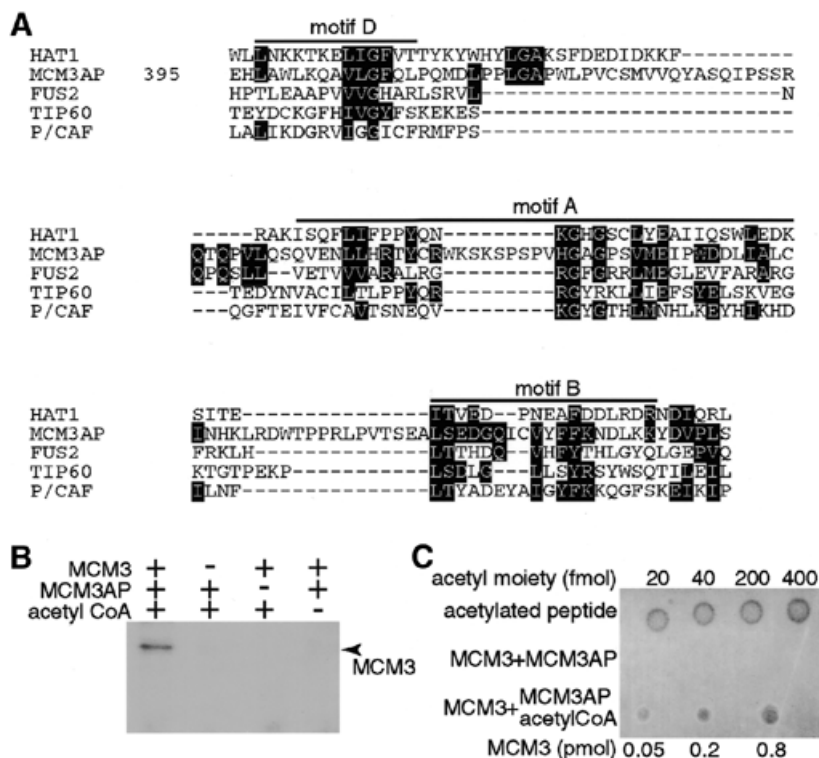 A
motif D
HAT1 WLLNKKTKELIGFVTTYKYWHYLGAKSFDEDIDKKF---------
MCM3AP 395 EHLAWLKQAVLGFQLPQMDLPPLGAPWLPVCSMVVQYASQIPSSR
FUS2 HPTLEAAPVVVGHARLSRVL------------------------N
TIP60 TEYDCKGFHIVGYFSKEKES-------------------------
P/CAF LALIKDGRVIGGICFRMFPS-------------------------
motif A
HAT1 -----RAKISQFLIFPPYQN---------KGHGSCLYEAIIQSWLEDK
MCM3AP QTQPVLQSQVENLLHRTYCRWKSKSPSPVHGAGPSVMEIPWDDLIALC
FUS2 QPQSLL--VETVVVARALRG---------RGFGRRLMEGLEVFARARG
TIP60 ---TEDYNVACILTLPPYQR---------RGYRKLLIEFSYELSKVEG
P/CAF ---QGFTEIVFCAVTSNEQV---------KGYGTHLMNHLKEYHIKHD
motif B
HAT1 SITE---------------ITVED--PNEAFDDLRDRNDIQRL
MCM3AP INHKLRDWTPPRLPVTSEALSEDGQICVYFFKNDLKKYDVPLS
FUS2 FRKLH--------------LTTHDQ--VHFYTHLGYQLGEPVQ
TIP60 KTGTPEKP-----------LSDLG---LLSYRSYWSQTILEIL
P/CAF ILNF---------------LTYADEYAIGYFKKQGFSKEIKIP
B
MCM3 + - + +
MCM3AP + + - +
acetyl CoA + + + -
MCM3
C
acetyl moiety (fmol) 20 40 200 400
acetylated peptide
MCM3+MCM3AP
MCM3+ MCM3AP
acetylCoA
MCM3 (pmol) 0.05 0.2 0.8